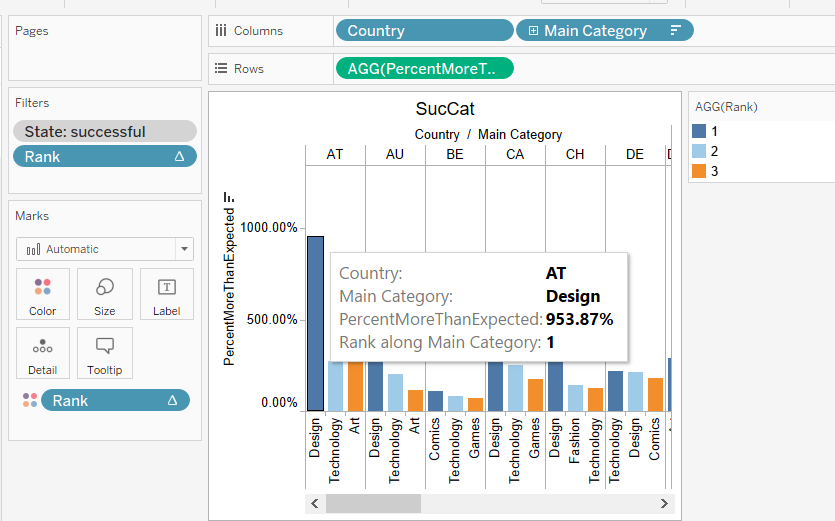 Pages
Columns
Country
Main Category
Rows
AGG(PercentMoreT..
Filters
State: successful
Rank
Marks
Automatic
Color
Size
Label
Detail
Tooltip
Rank
SucCat
Country / Main Category
AT
AU
BE
CA
CH
DE
PercentMoreThanExpected
1000.00%
500.00%
0.00%
Country: AT
Main Category: Design
PercentMoreThanExpected: 953.87%
Rank along Main Category: 1
Design
Technology
Art
Design
Technology
Art
Comics
Technology
Games
Design
Technology
Games
Design
Fashion
Technology
Technology
Design
Comics
AGG(Rank)
1
2
3